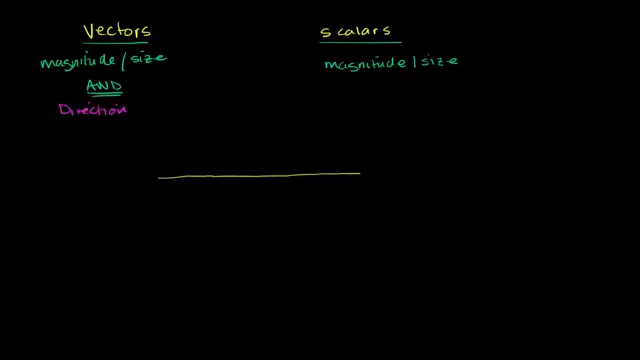 Vectors
magnitude / size
AND
Direction
scalars
magnitude / size